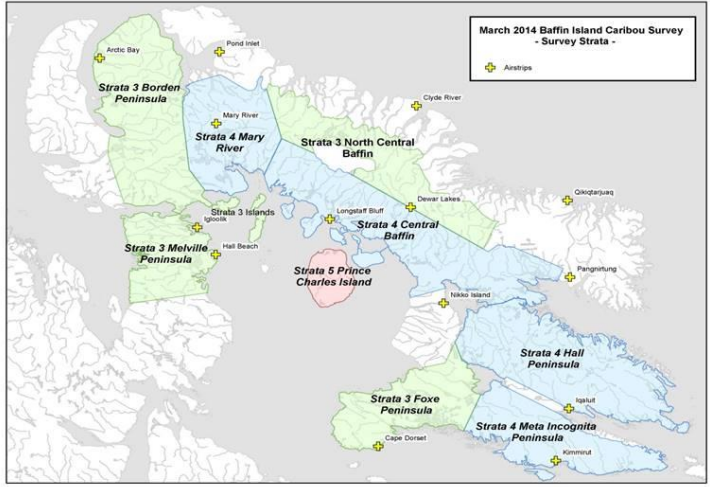 March 2014 Baffin Island Caribou Survey
- Survey Strata -
Airstrips
Arctic Bay
Pond Inlet
Strata 3 Borden
Peninsula
Clyde River
Mary River
Strata 4 Mary
River
Strata 3 North Central
Baffin
Qikiqtarjuaq
Dewar Lakes
Strata 3 Islands
Longstaff Bluff
Igloolik
Strata 4 Central
Baffin
Strata 3 Melville
Peninsula
Hall Beach
Strata 5 Prince
Charles Island
Pangnirtung
Nikko Island
Strata 4 Hall
Peninsula
Strata 3 Foxe
Peninsula
Iqaluit
Strata 4 Meta Incognita
Peninsula
Cape Dorset
Kimmirut